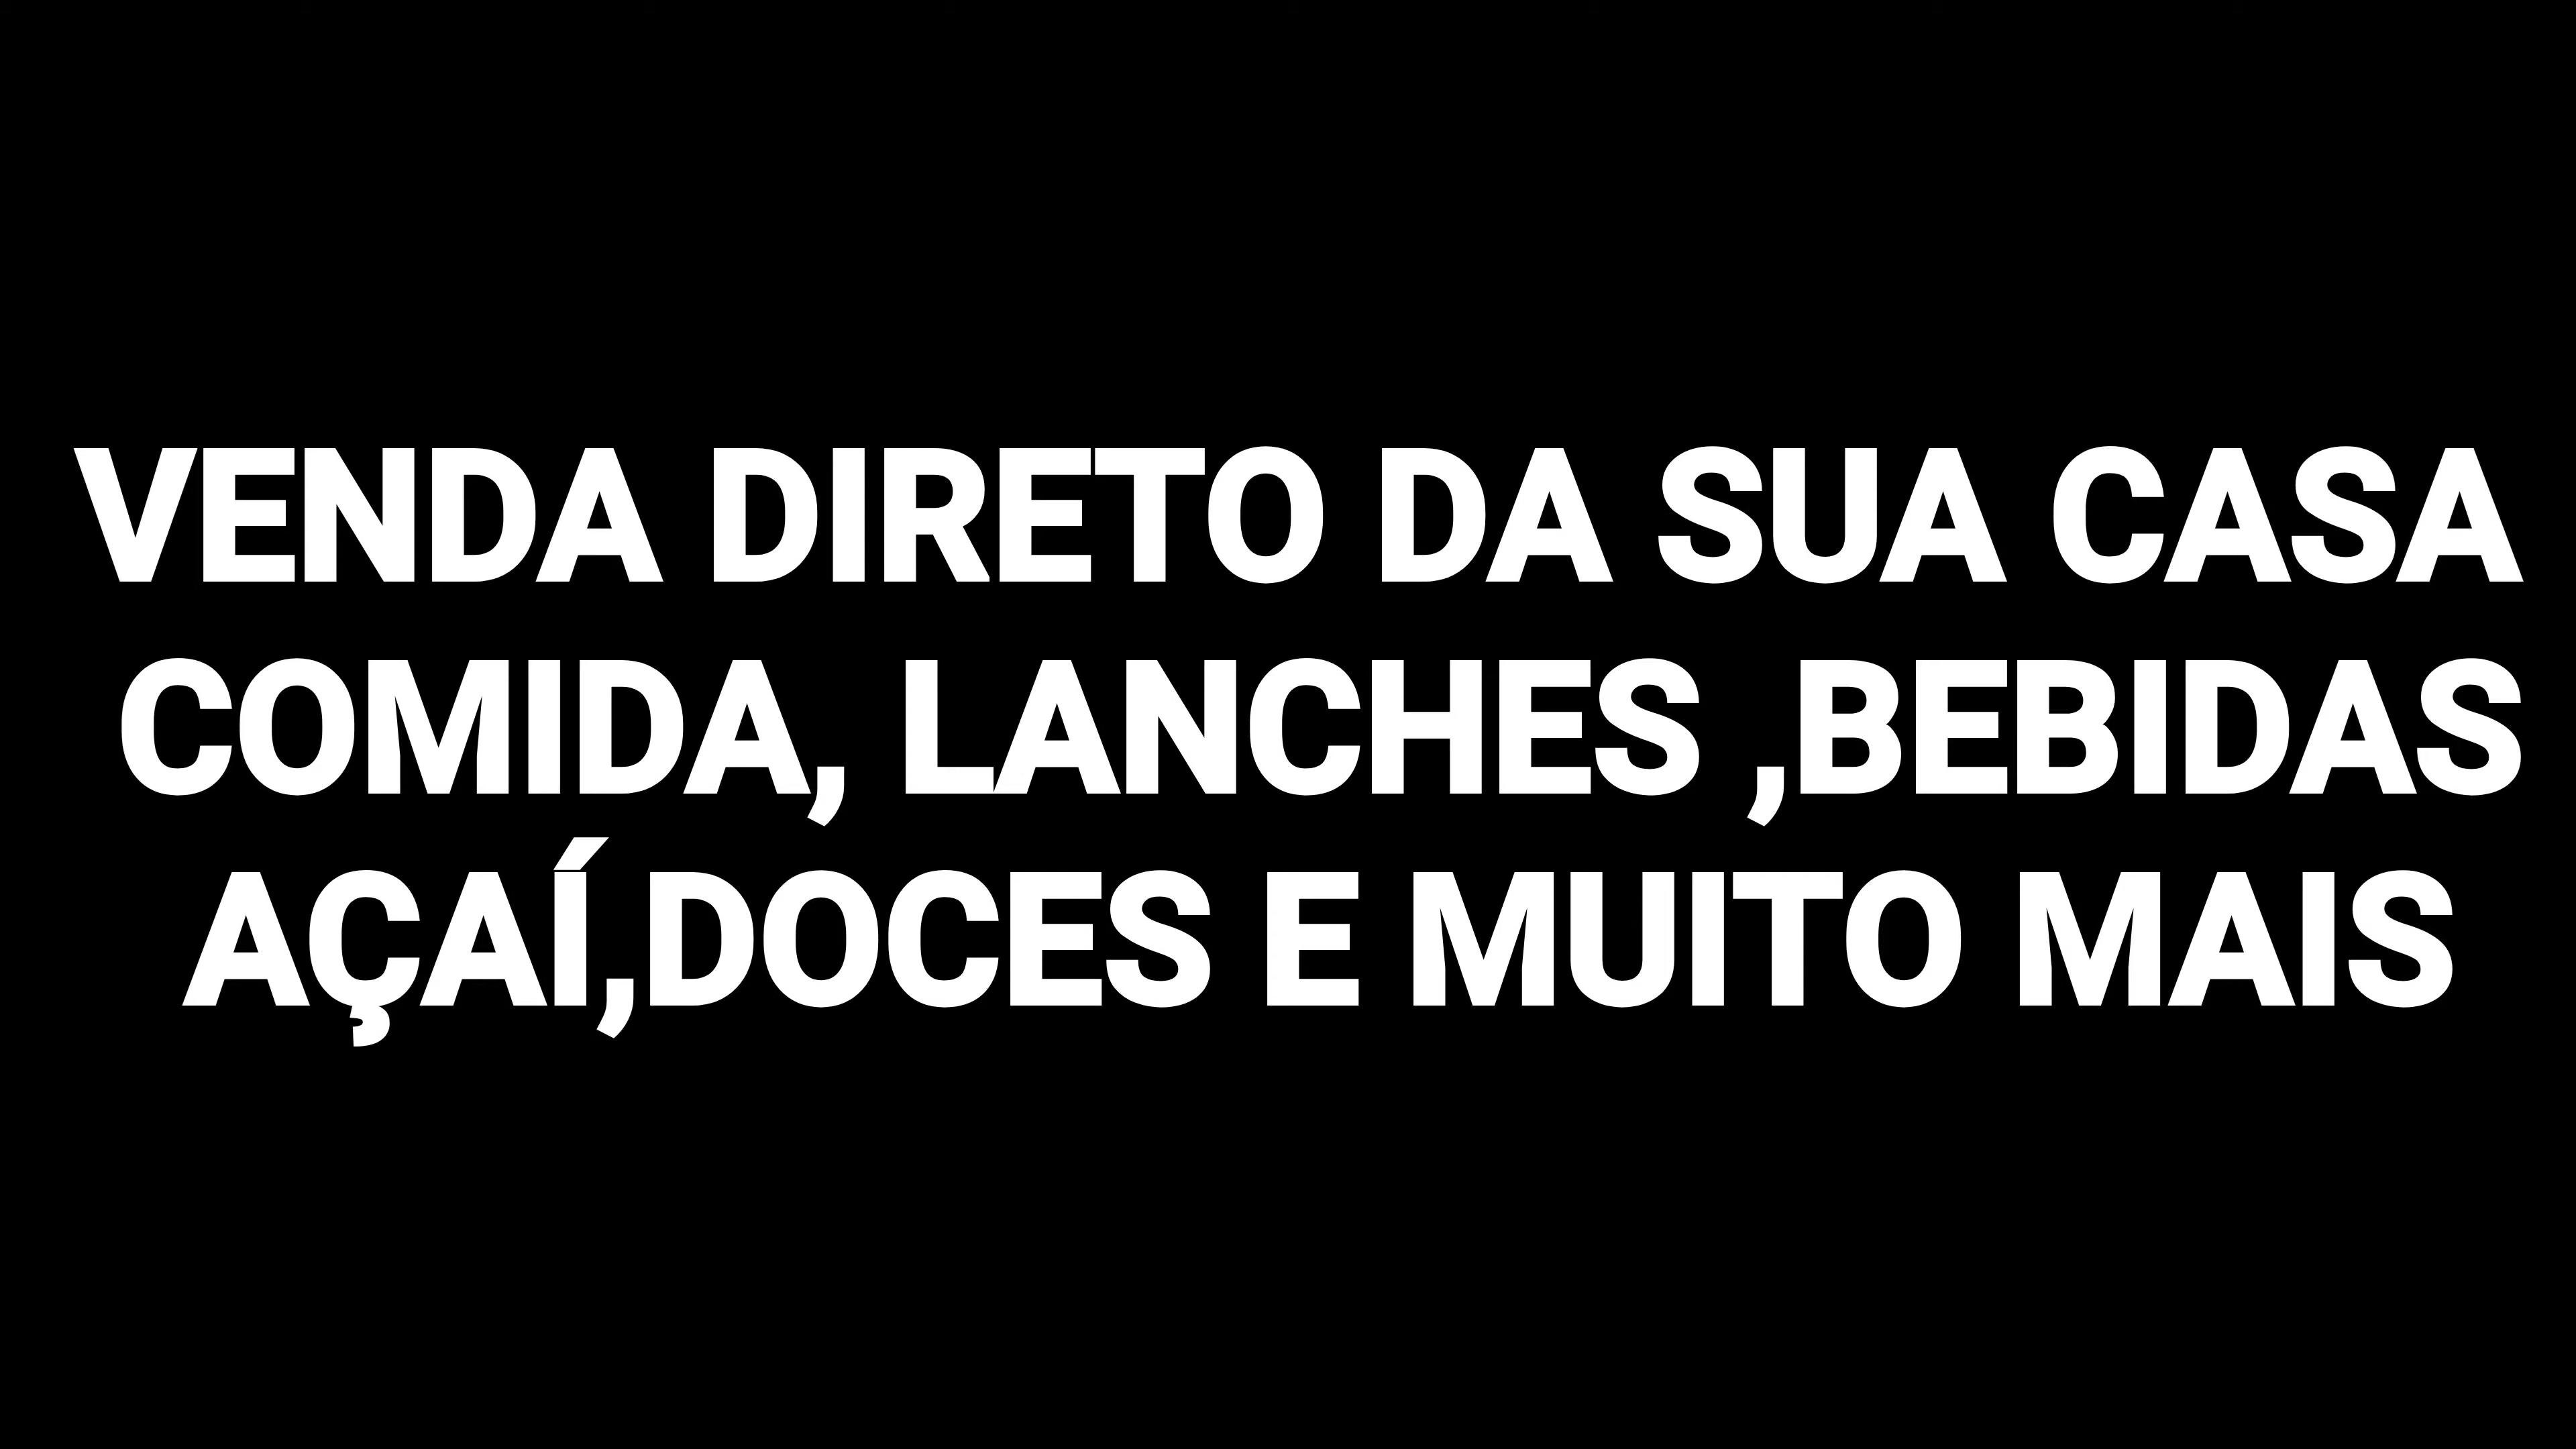 VENDA DIRETO DA SUA CASA
COMIDA, LANCHES ,BEBIDAS
AÇAÍ,DOCES E MUITO MAIS